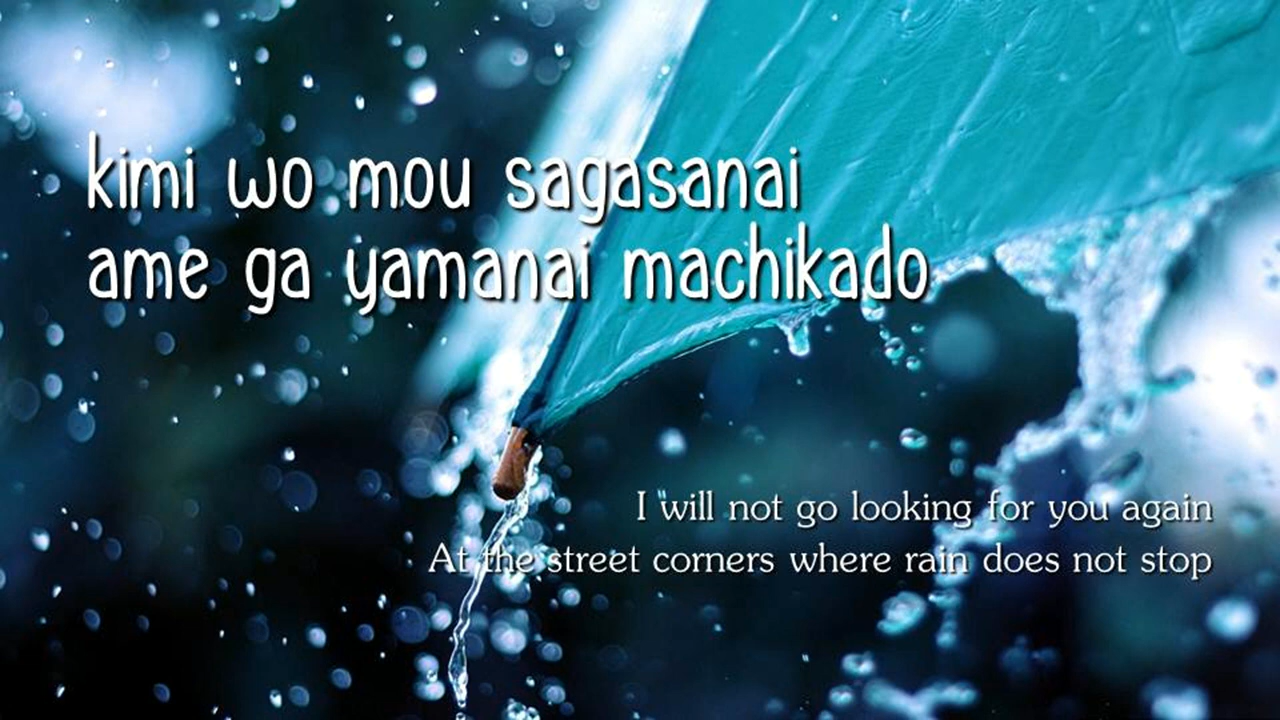 kimi wo mou sagasanai
ame ga yamanai machikado
I will not go looking for you again
At the street corners where rain does not stop